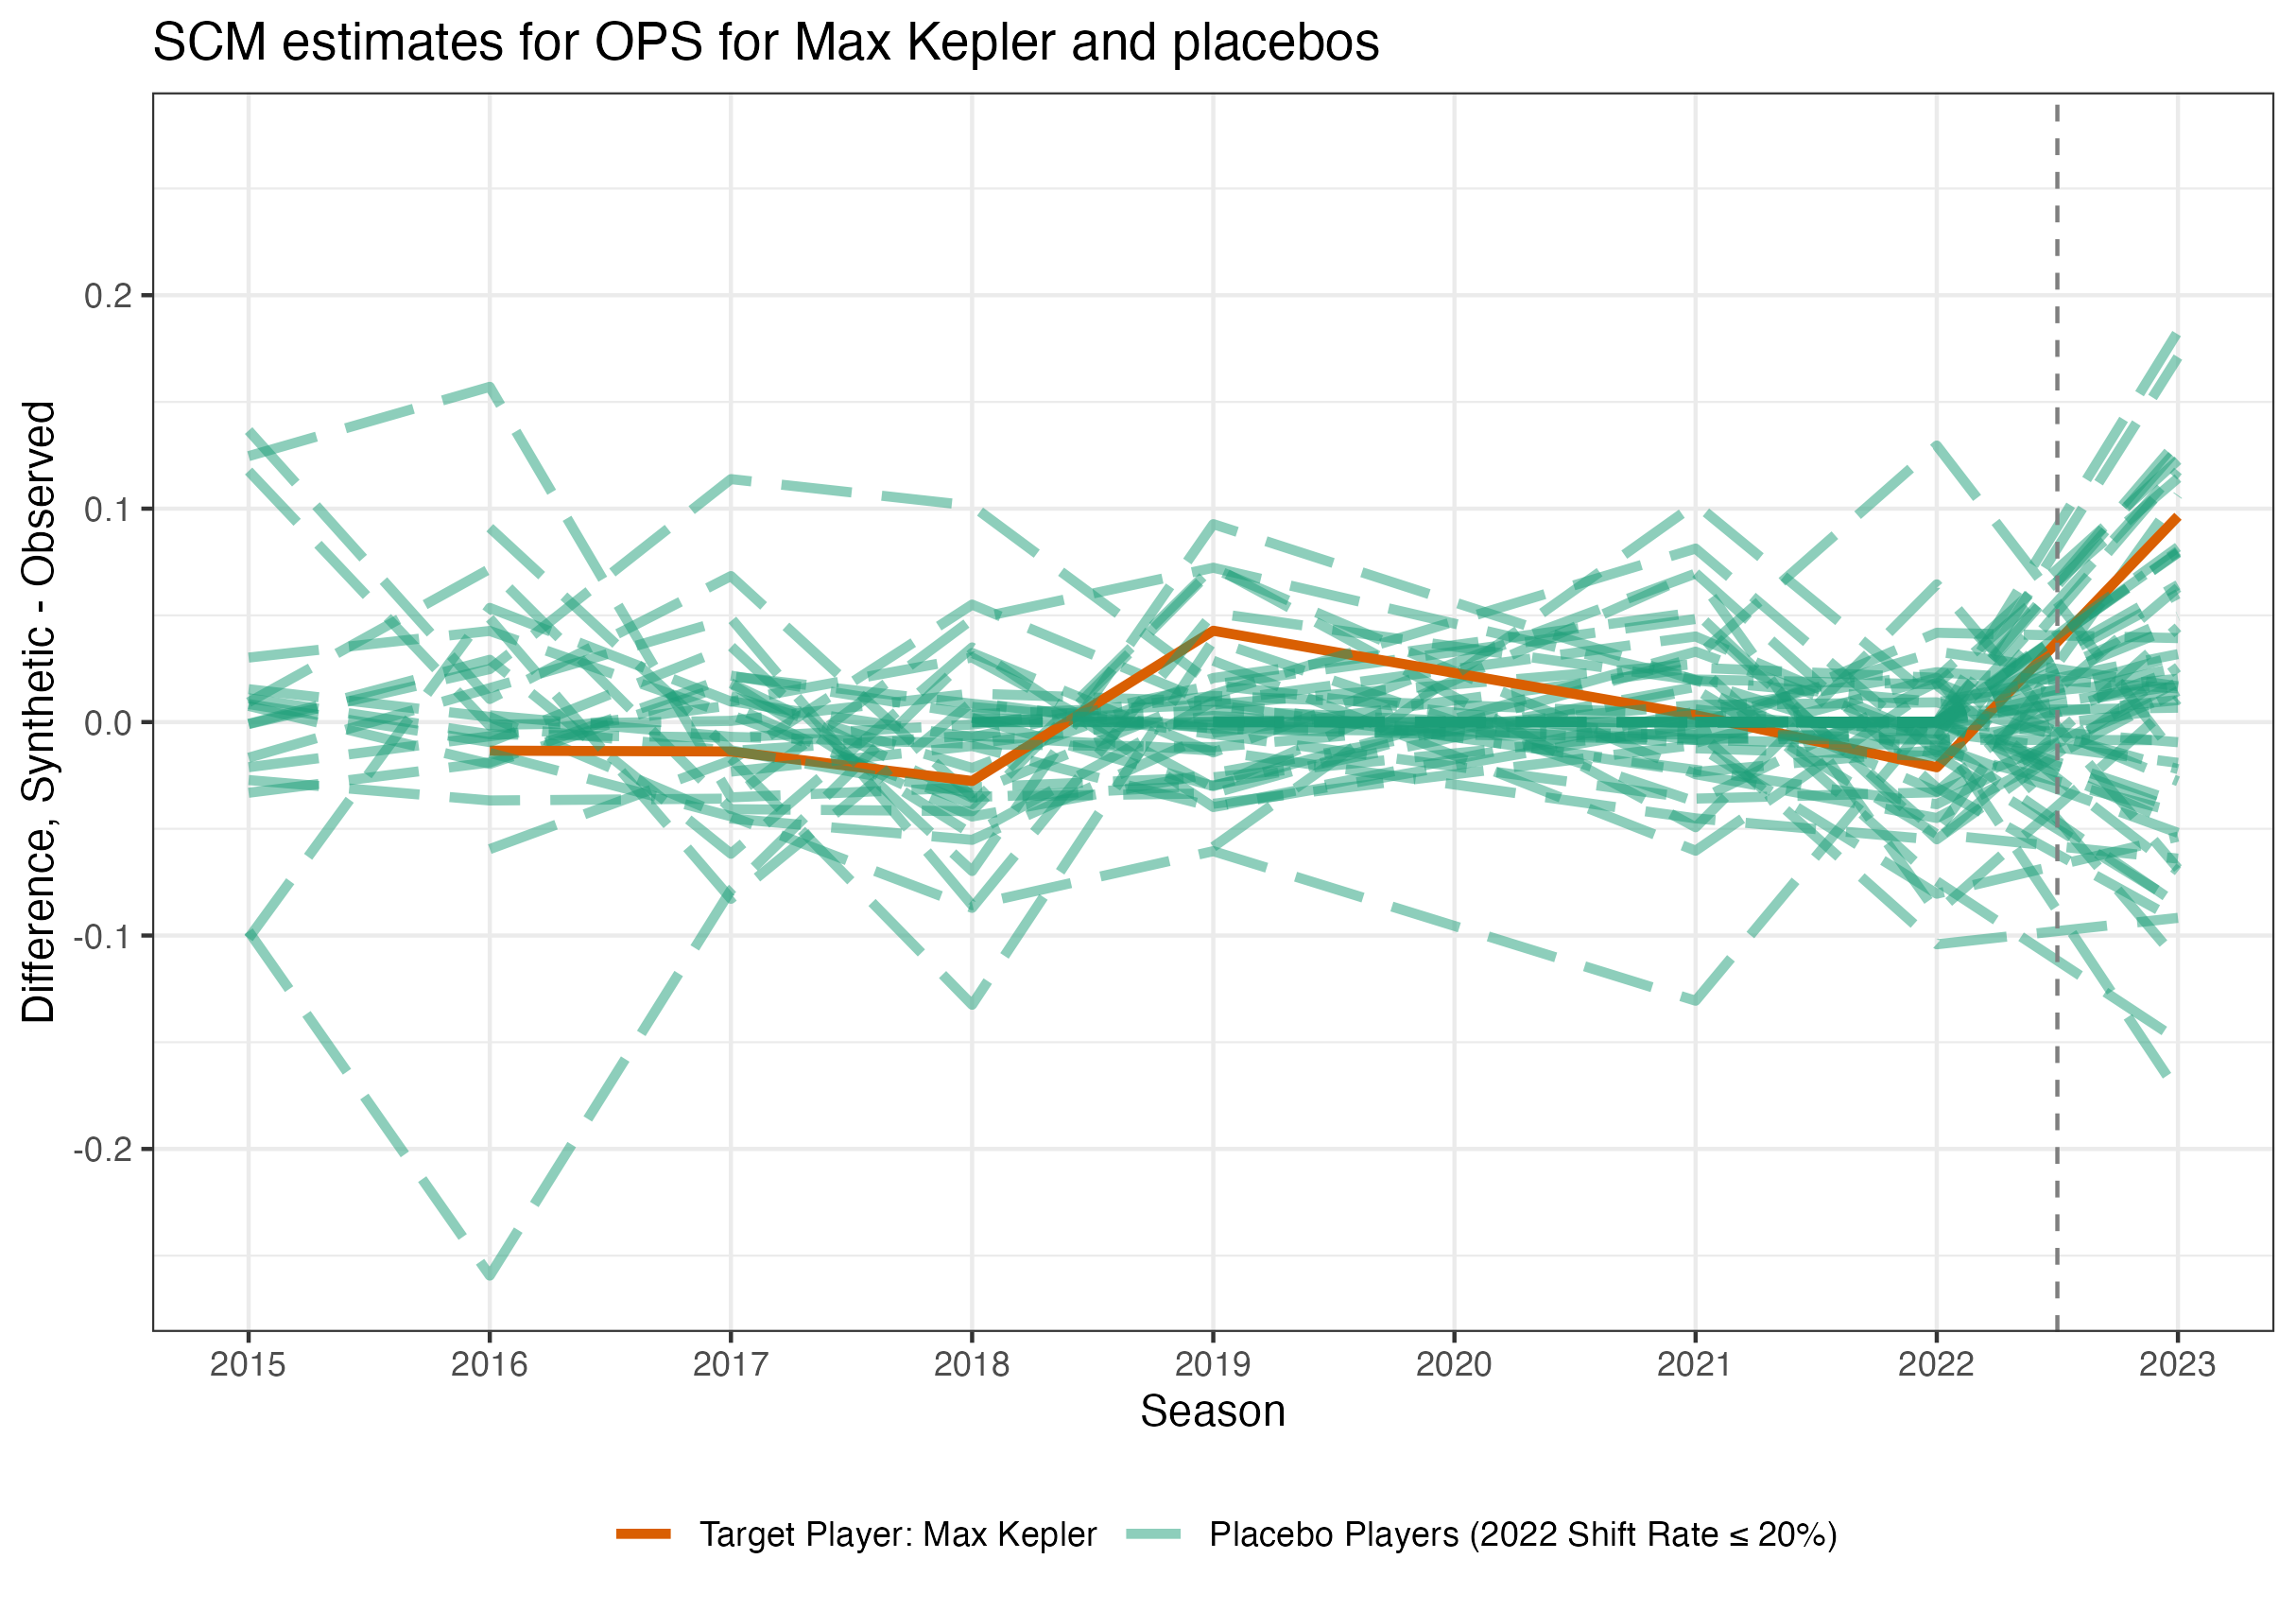 SCM estimates for OPS for Max Kepler and placebos
Difference, Synthetic - Observed
0.2
0.1
0.0
-0.1
-0.2
2015 2016 2017 2018 2019 2020 2021 2022 2023
Season
Target Player: Max Kepler Placebo Players (2022 Shift Rate ≤ 20%)